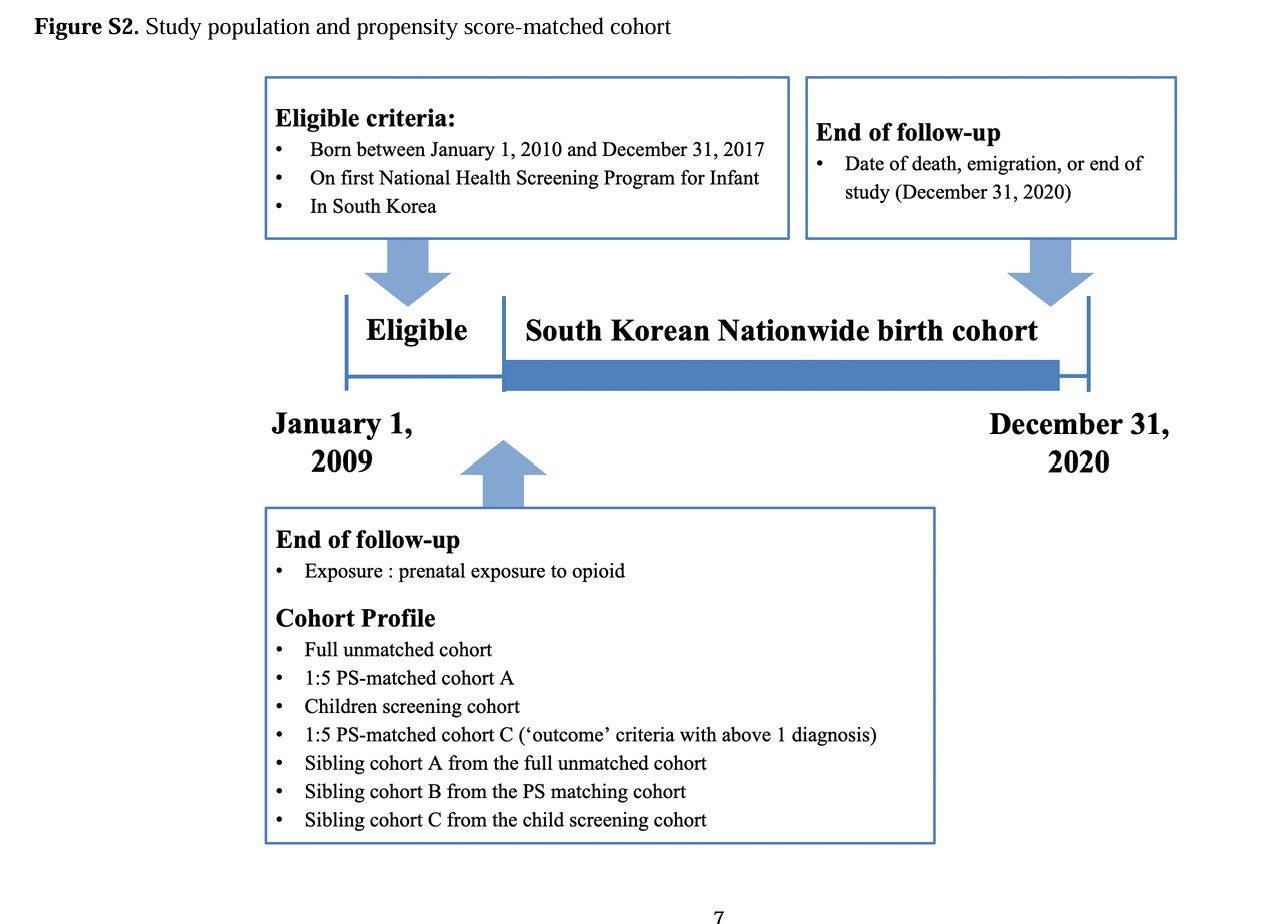 Figure S2. Study population and propensity score-matched cohort
Eligible criteria:
• Born between January 1, 2010 and December 31, 2017
• On first National Health Screening Program for Infant
• In South Korea
End of follow-up
• Date of death, emigration, or end of
study (December 31, 2020)
Eligible
South Korean Nationwide birth cohort
January 1,
2009
December 31,
2020
End of follow-up
• Exposure : prenatal exposure to opioid
Cohort Profile
• Full unmatched cohort
• 1:5 PS-matched cohort A
• Children screening cohort
• 1:5 PS-matched cohort C (‘outcome’ criteria with above 1 diagnosis)
• Sibling cohort A from the full unmatched cohort
• Sibling cohort B from the PS matching cohort
• Sibling cohort C from the child screening cohort
7